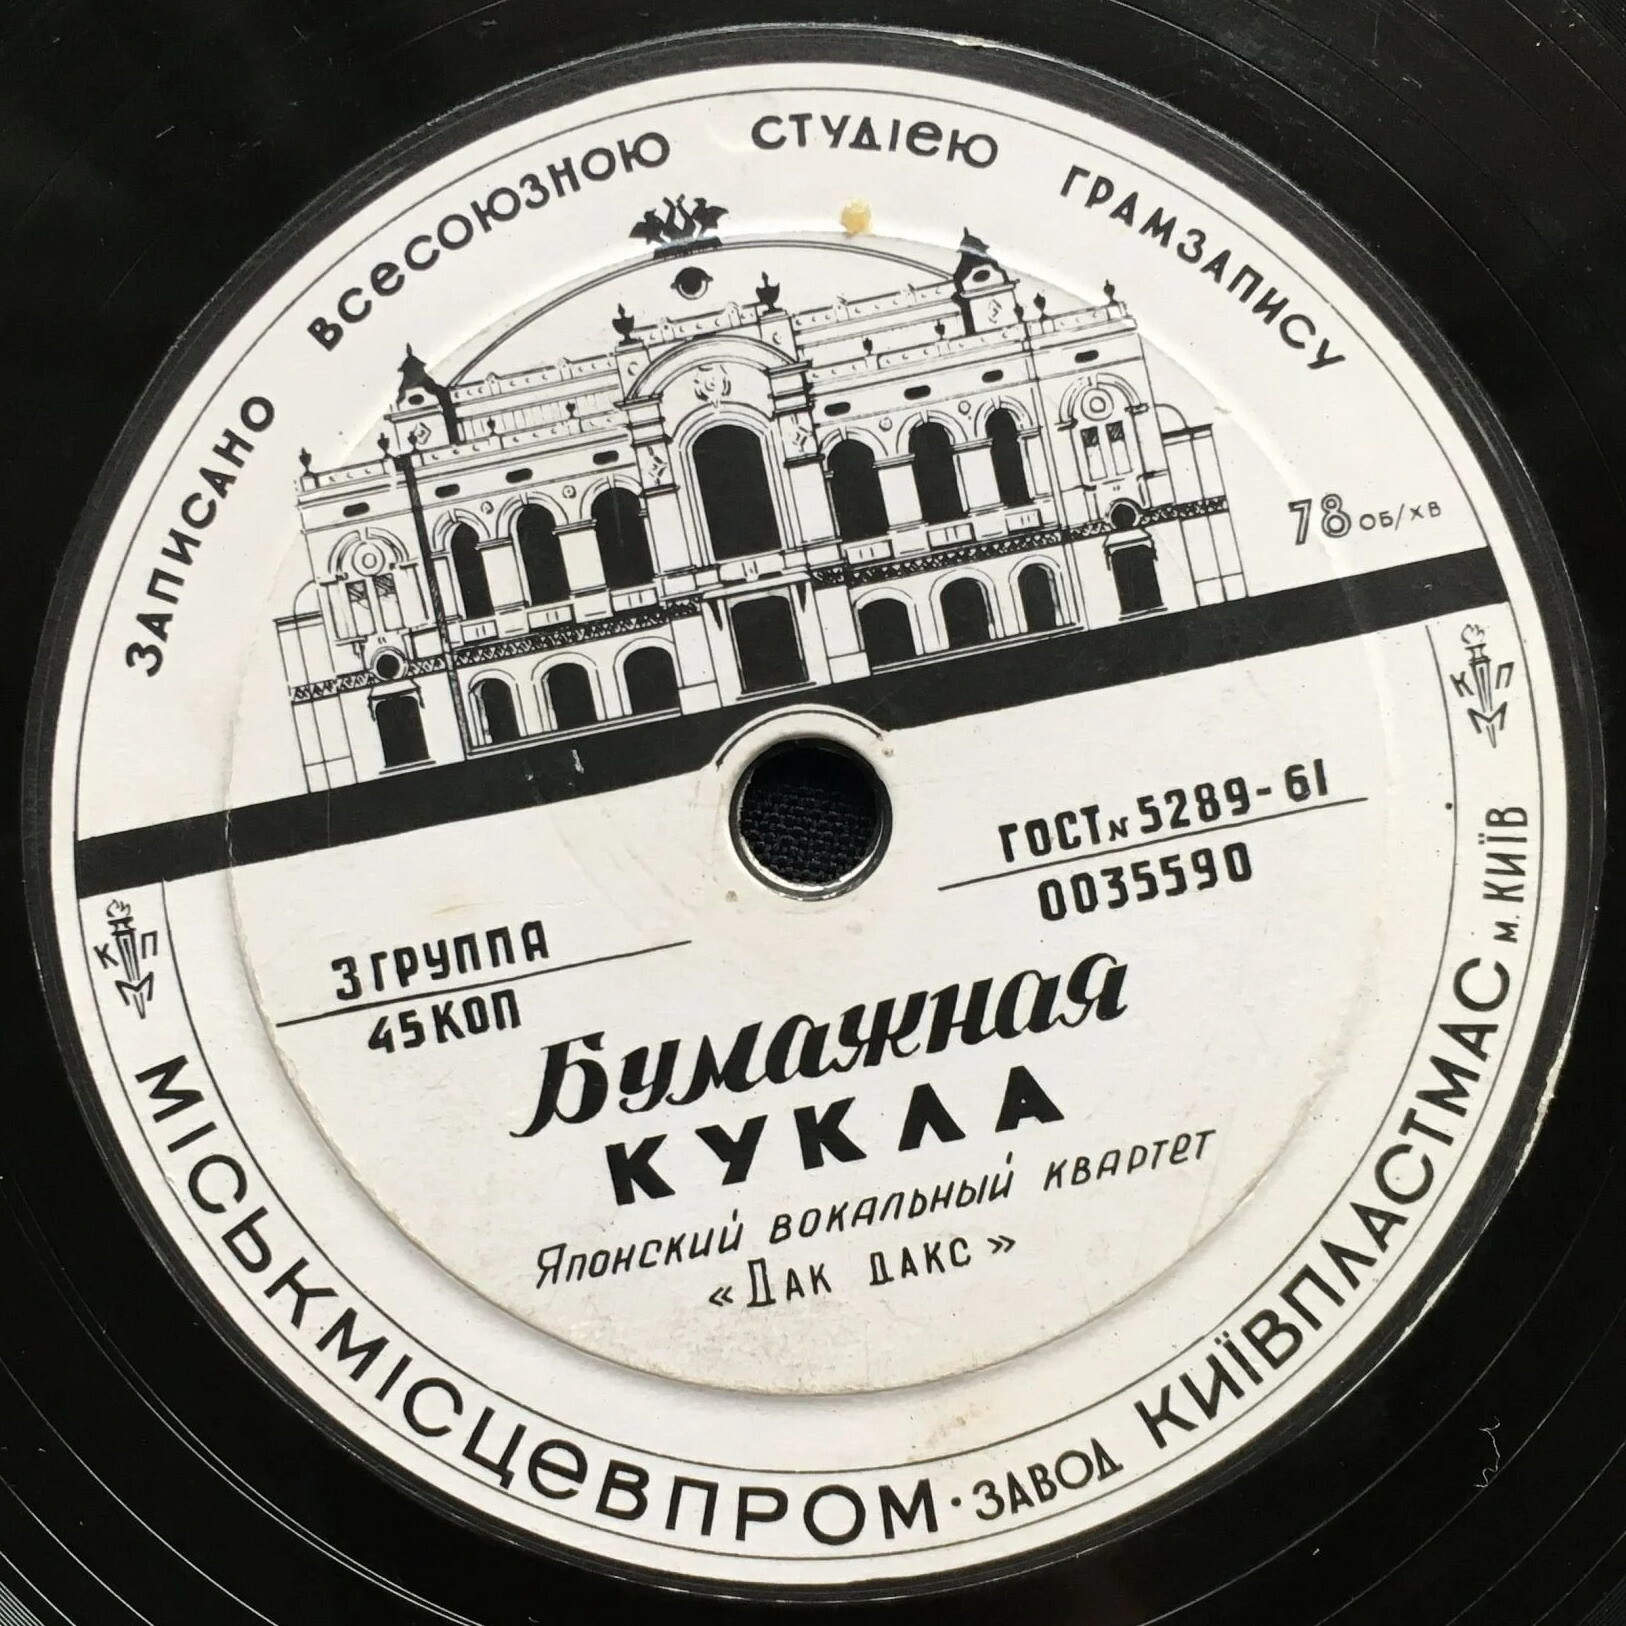 Записано Всесоюзною студією грамзапису
78 об/хв
К П
М
ГОСТ № 5289-61
0035590
3 ГРУППА
45 КОП
К П
М
Бумажная
КУКЛА
Японский вокальный квартет
«Дак дакс»
МІСЬКМІСЦЕВПРОМ · ЗАВОД КИЇВПЛАСТМАС м. КИЇВ